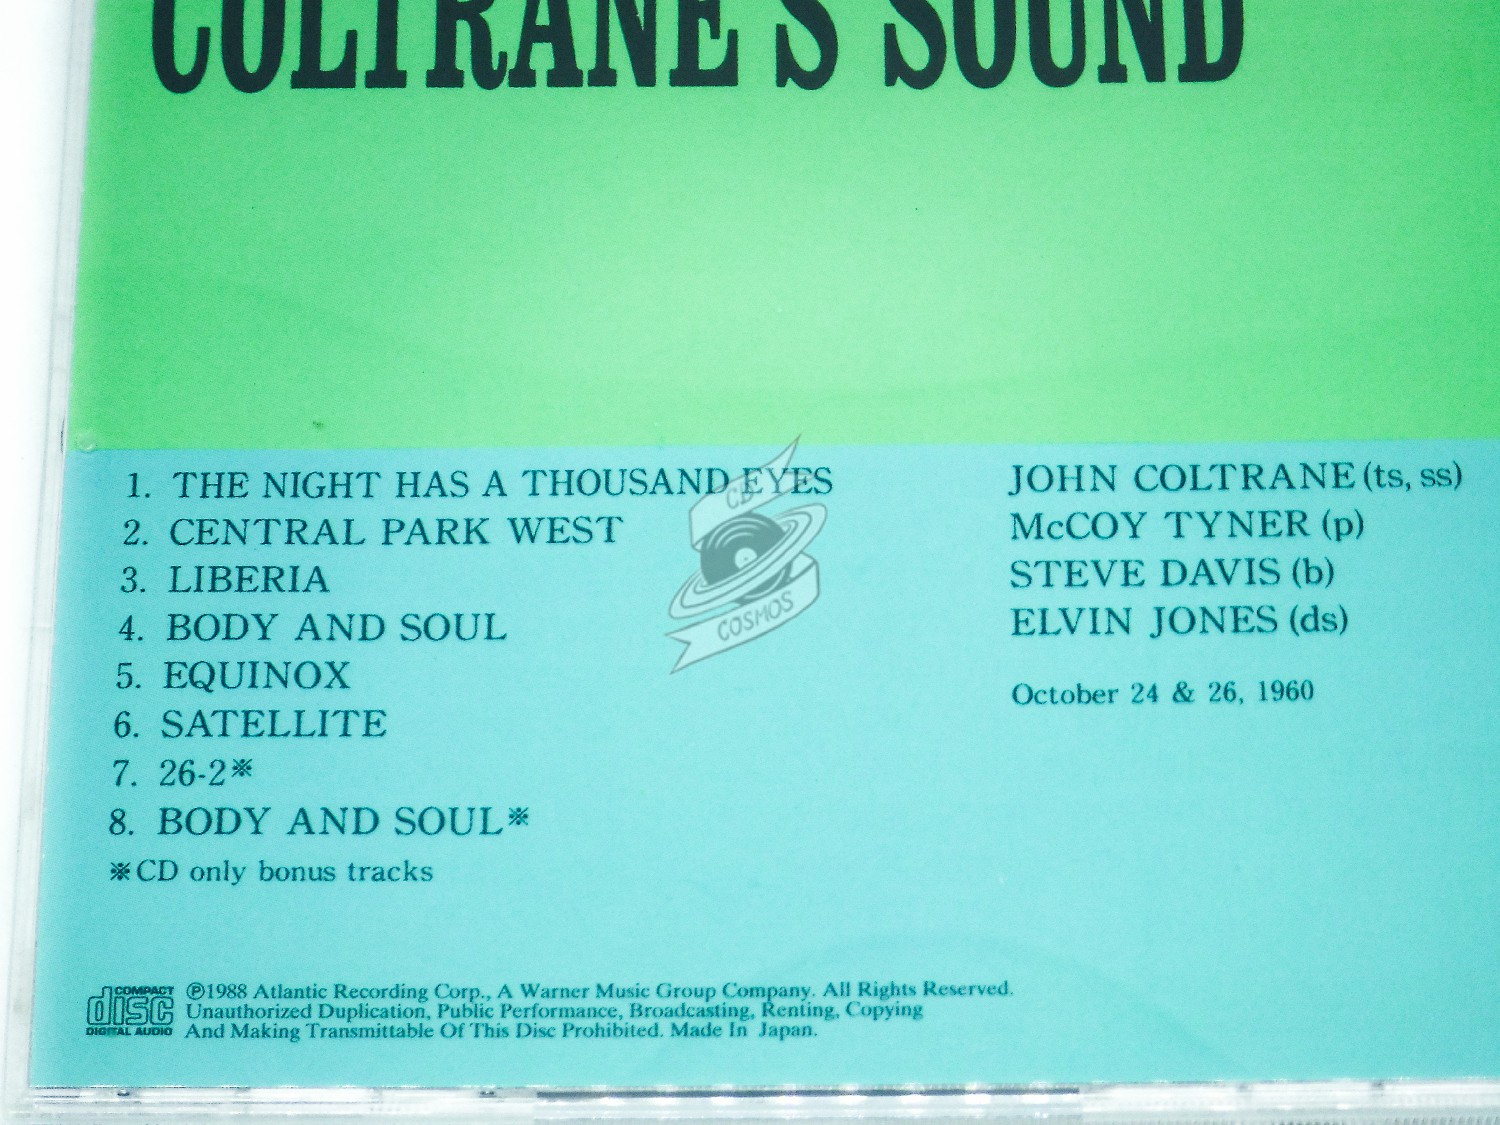 COLTRANE'S SOUND
1. THE NIGHT HAS A THOUSAND EYES
2. CENTRAL PARK WEST
3. LIBERIA
4. BODY AND SOUL
5. EQUINOX
6. SATELLITE
7. 26-2※
8. BODY AND SOUL※
※CD only bonus tracks
JOHN COLTRANE (ts, ss)
McCOY TYNER (p)
STEVE DAVIS (b)
ELVIN JONES (ds)
October 24 & 26, 1960
CD
COSMOS
COMPACT
disc
DIGITAL AUDIO
Ⓟ1988 Atlantic Recording Corp., A Warner Music Group Company. All Rights Reserved.
Unauthorized Duplication, Public Performance, Broadcasting, Renting, Copying
And Making Transmittable Of This Disc Prohibited. Made In Japan.